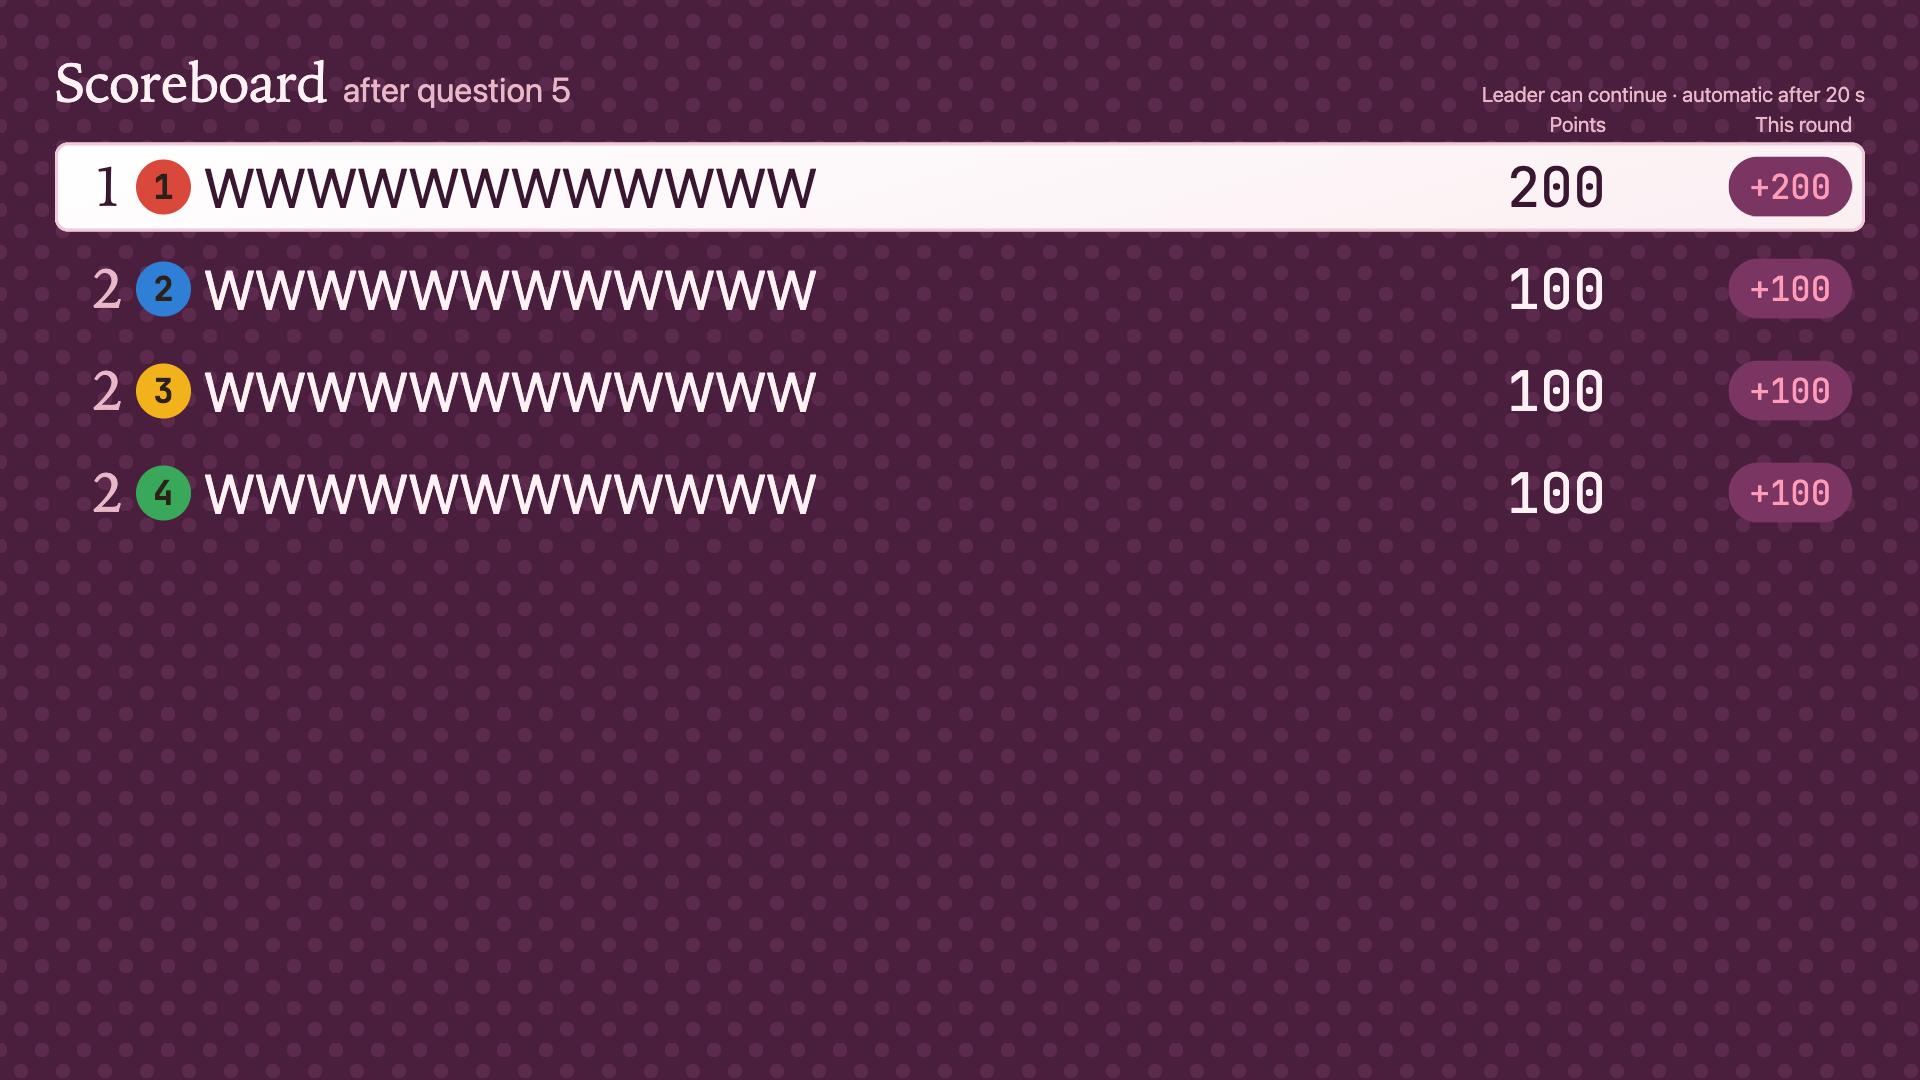 Scoreboard after question 5
Leader can continue · automatic after 20 s
Points This round
1 1 WWWWWWWWWWWW 200 +200
2 2 WWWWWWWWWWWW 100 +100
2 3 WWWWWWWWWWWW 100 +100
2 4 WWWWWWWWWWWW 100 +100